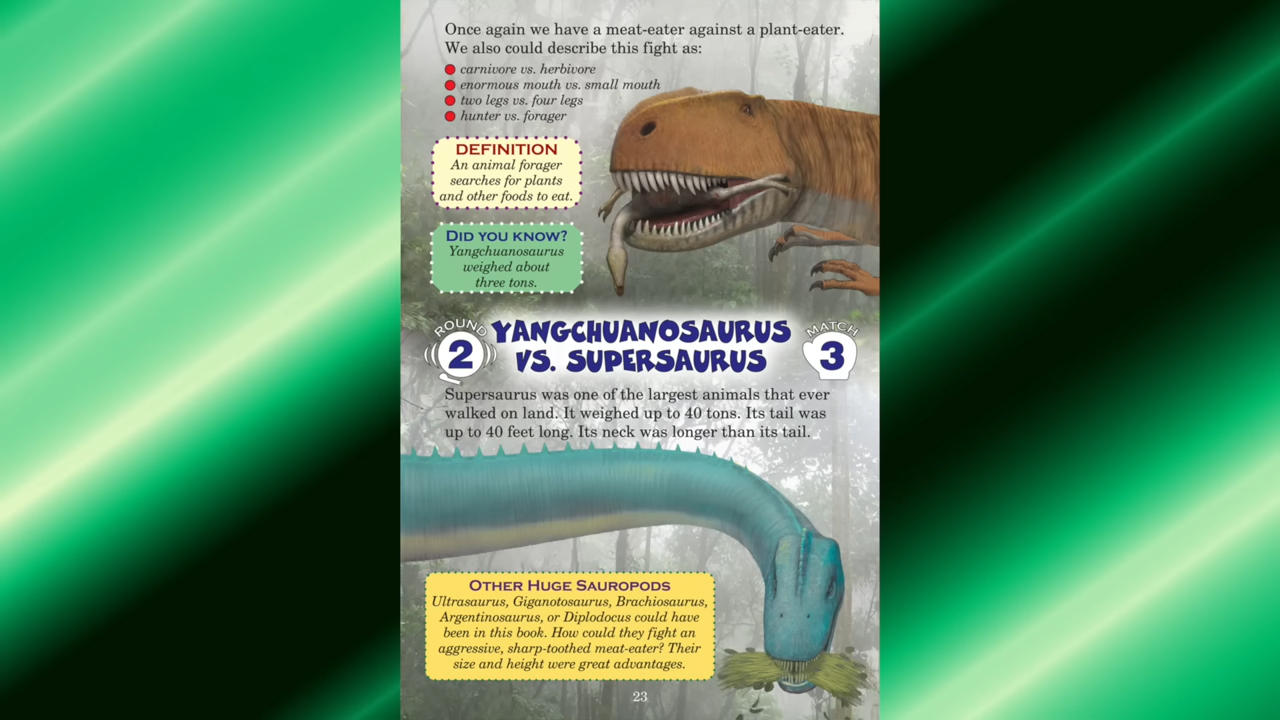 Once again we have a meat-eater against a plant-eater.
We also could describe this fight as:
carnivore vs. herbivore
enormous mouth vs. small mouth
two legs vs. four legs
hunter vs. forager
DEFINITION
An animal forager
searches for plants
and other foods to eat.
DID YOU KNOW?
Yangchuanosaurus
weighed about
three tons.
ROUND
2
YANGCHUANOSAURUS
VS. SUPERSAURUS
MATCH
3
Supersaurus was one of the largest animals that ever
walked on land. It weighed up to 40 tons. Its tail was
up to 40 feet long. Its neck was longer than its tail.
OTHER HUGE SAUROPODS
Ultrasaurus, Giganotosaurus, Brachiosaurus,
Argentinosaurus, or Diplodocus could have
been in this book. How could they fight an
aggressive, sharp-toothed meat-eater? Their
size and height were great advantages.
23